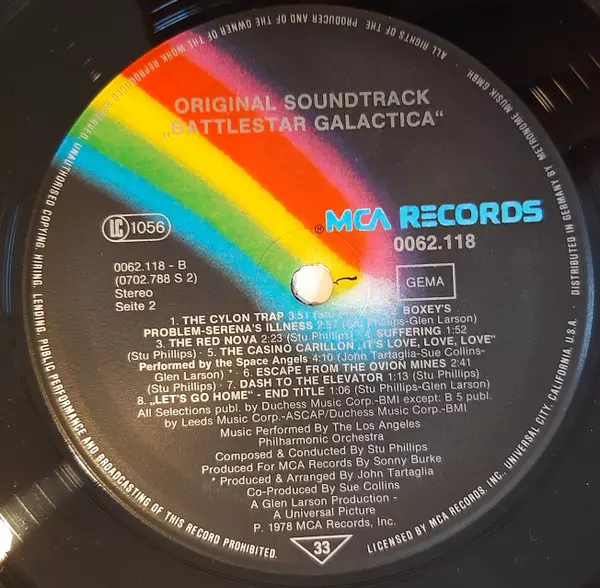 ALL RIGHTS OF THE PRODUCER AND OF THE OWNER OF THE WORK REPRODUCED RESERVED. UNAUTHORISED COPYING, HIRING, LENDING, PUBLIC PERFORMANCE AND BROADCASTING OF THIS RECORD PROHIBITED.
DISTRIBUTED IN GERMANY BY METRONOME MUSIK GMBH.
ORIGINAL SOUNDTRACK
"BATTLESTAR GALACTICA"
LC 1056
® MCA RECORDS
0062.118
0062.118 - B
(0702.788 S 2)
Stereo
Seite 2
GEMA
1. THE CYLON TRAP 3:51 BOXEY'S
PROBLEM-SERENA'S ILLNESS 2:57 Phillips-Glen Larson)
3. THE RED NOVA 2:23 (Stu Phillips) · 4. SUFFERING 1:52
(Stu Phillips) · 5. THE CASINO CARILLON „IT'S LOVE, LOVE, LOVE"
Performed by the Space Angels 4:10 (John Tartaglia-Sue Collins-
Glen Larson) * · 6. ESCAPE FROM THE OVION MINES 2:41
(Stu Phillips) · 7. DASH TO THE ELEVATOR 1:13 (Stu Phillips)
8. „LET'S GO HOME" - END TITLE 1:06 (Stu Phillips-Glen Larson)
All Selections publ. by Duchess Music Corp.-BMI except: B 5 publ.
by Leeds Music Corp.-ASCAP/Duchess Music Corp.-BMI
Music Performed By The Los Angeles
Philharmonic Orchestra
Composed & Conducted By Stu Phillips
Produced For MCA Records By Sonny Burke
* Produced & Arranged By John Tartaglia
Co-Produced By Sue Collins
A Glen Larson Production -
A Universal Picture
P. 1978 MCA Records, Inc.
33
LICENSED BY MCA RECORDS, INC. UNIVERSAL CITY, CALIFORNIA, U.S.A.